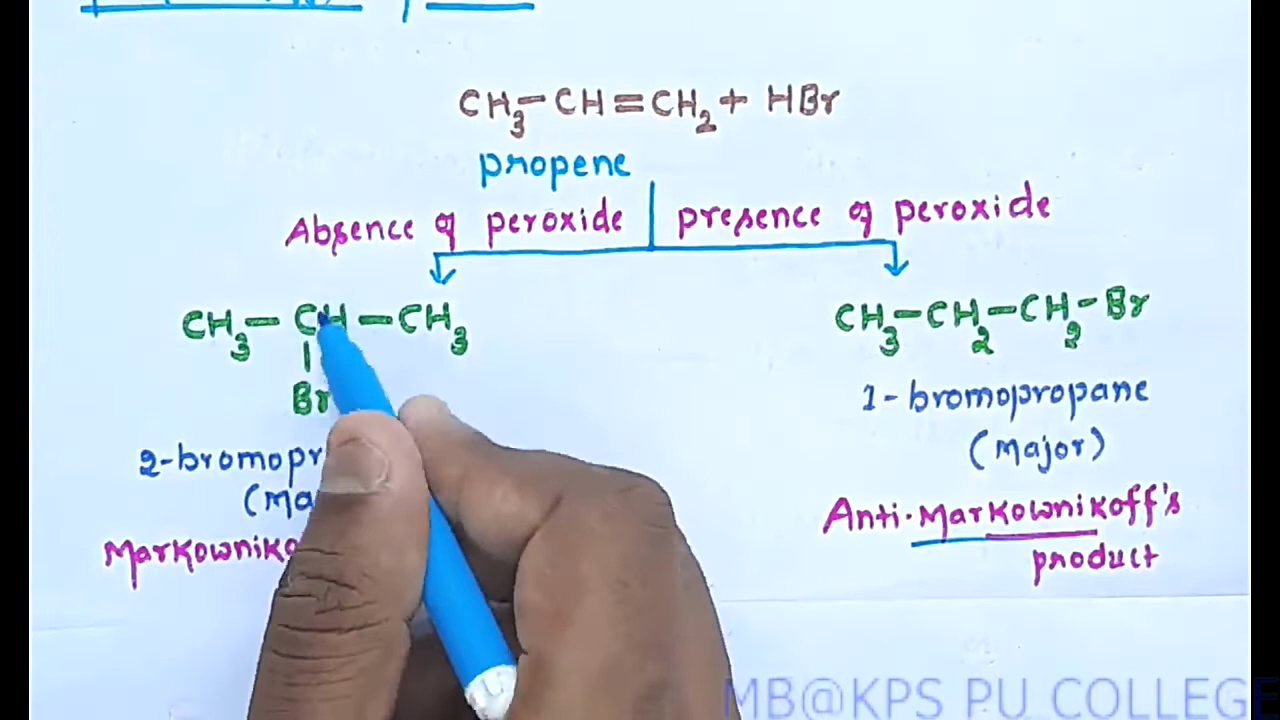 CH₃-CH=CH₂+ HBr
propene
Absence of peroxide | presence of peroxide
CH₃-CH-CH₃
Br
CH₃-CH₂-CH₂-Br
1-bromopropane
(Major)
Anti-Markownikoff's
product
MB@KPS PU COLLEGE